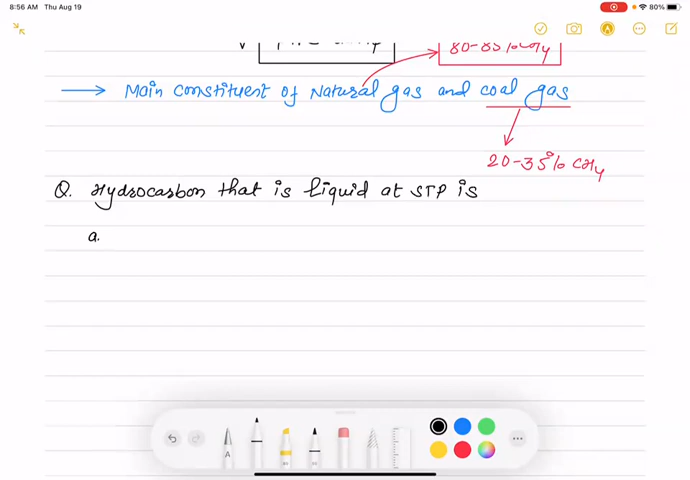 8:56 AM Thu Aug 19
80%
80-85% CH4
→ Main constituent of Natural gas and coal gas
20-35% CH4
Q. Hydrocarbon that is liquid at STP is
a.
A